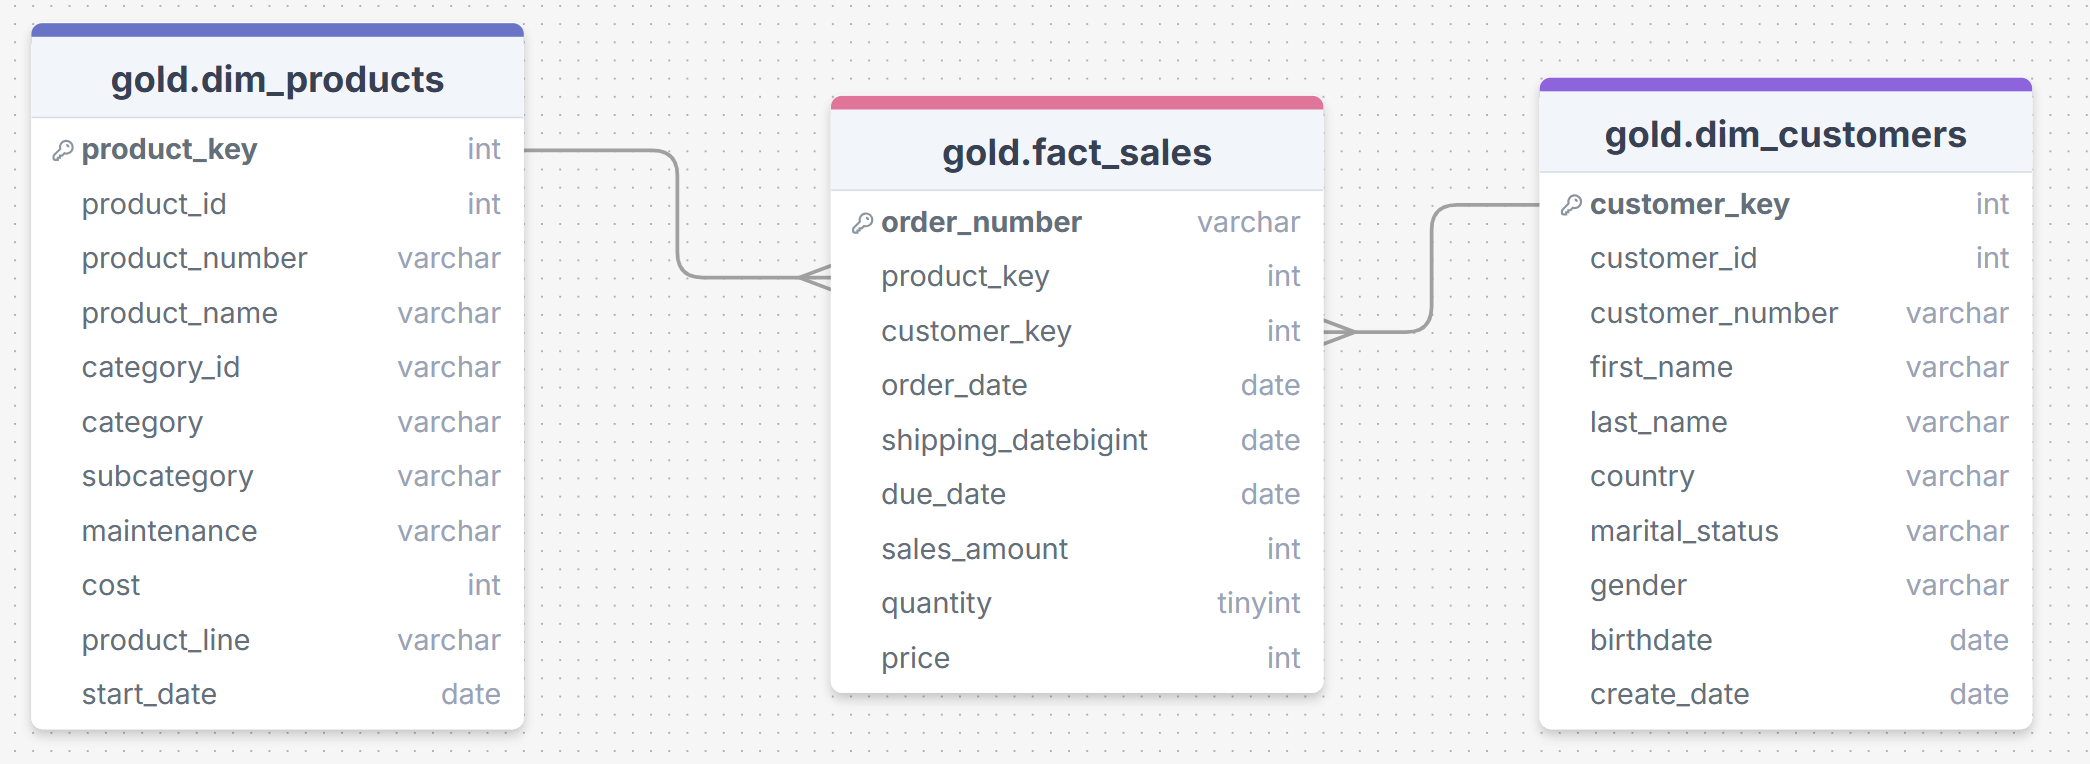 gold.dim_products
product_key int
product_id int
product_number varchar
product_name varchar
category_id varchar
category varchar
subcategory varchar
maintenance varchar
cost int
product_line varchar
start_date date
gold.fact_sales
order_number varchar
product_key int
customer_key int
order_date date
shipping_datebigint date
due_date date
sales_amount int
quantity tinyint
price int
gold.dim_customers
customer_key int
customer_id int
customer_number varchar
first_name varchar
last_name varchar
country varchar
marital_status varchar
gender varchar
birthdate date
create_date date